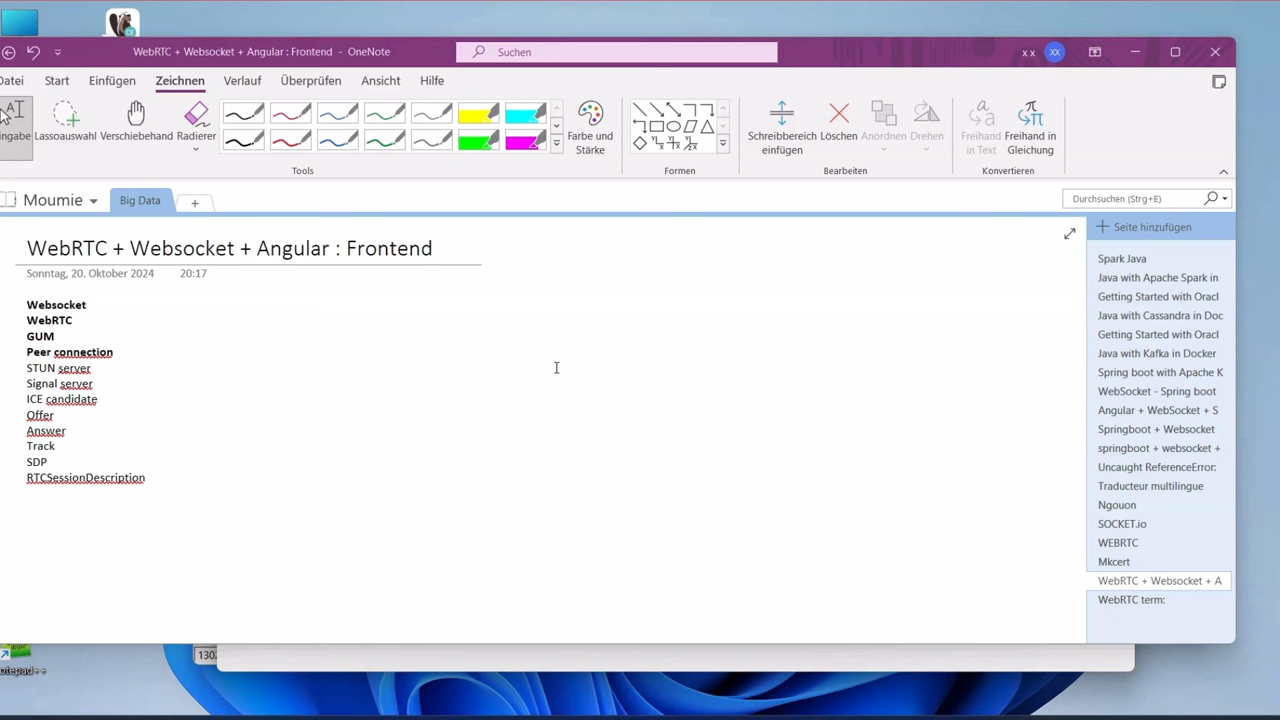 WebRTC + Websocket + Angular : Frontend - OneNote
Suchen
x x
XX
Datei
Start
Einfügen
Zeichnen
Verlauf
Überprüfen
Ansicht
Hilfe
Lassoauswahl
Verschiebehand
Radierer
Farbe und
Stärke
Schreibbereich
einfügen
Löschen
Anordnen
Drehen
Freihand
in Text
Freihand in
Gleichung
Tools
Formen
Bearbeiten
Konvertieren
Moumie
Big Data
Durchsuchen (Strg+E)
WebRTC + Websocket + Angular : Frontend
Sonntag, 20. Oktober 2024 20:17
Websocket
WebRTC
GUM
Peer connection
STUN server
Signal server
ICE candidate
Offer
Answer
Track
SDP
RTCSessionDescription
Seite hinzufügen
Spark Java
Java with Apache Spark in
Getting Started with Oracl
Java with Cassandra in Doc
Getting Started with Oracl
Java with Kafka in Docker
Spring boot with Apache K
WebSocket - Spring boot
Angular + WebSocket + S
Springboot + Websocket
springboot + websocket +
Uncaught ReferenceError:
Traducteur multilingue
Ngouon
SOCKET.io
WEBRTC
Mkcert
WebRTC + Websocket + A
WebRTC term:
130
otepad++